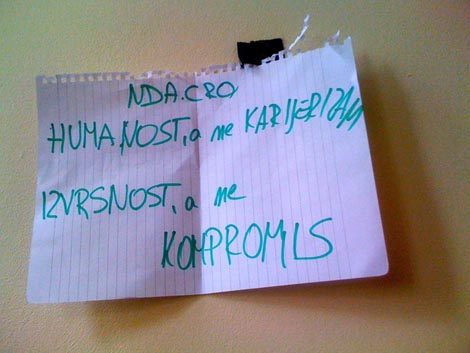 NDA.CRO
HUMANOST, a ne KARIJERIZAM
IZVRSNOST, a ne
KOMPROMIS